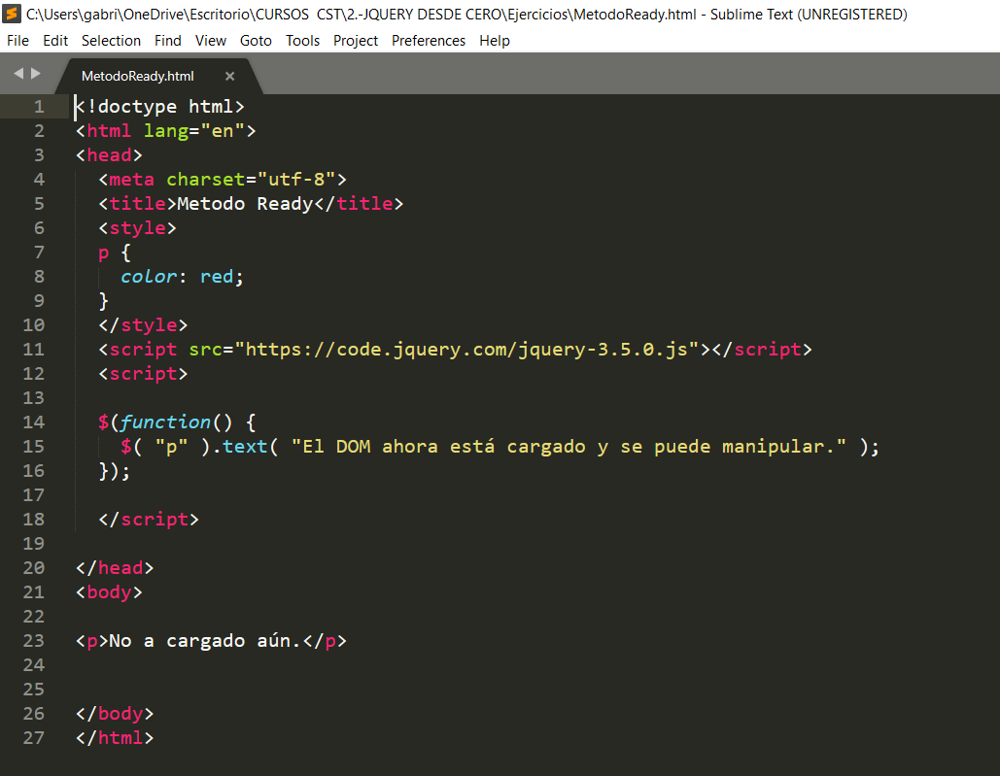 C:\Users\gabri\OneDrive\Escritorio\CURSOS  CST\2.-JQUERY DESDE CERO\Ejercicios\MetodoReady.html - Sublime Text (UNREGISTERED)
File Edit Selection Find View Goto Tools Project Preferences Help
MetodoReady.html ×
1 <!doctype html>
2 <html lang="en">
3 <head>
4   <meta charset="utf-8">
5   <title>Metodo Ready</title>
6   <style>
7   p {
8     color: red;
9   }
10   </style>
11   <script src="https://code.jquery.com/jquery-3.5.0.js"></script>
12   <script>
13
14   $(function() {
15     $( "p" ).text( "El DOM ahora está cargado y se puede manipular." );
16   });
17
18   </script>
19
20 </head>
21 <body>
22
23 <p>No a cargado aún.</p>
24
25
26 </body>
27 </html>